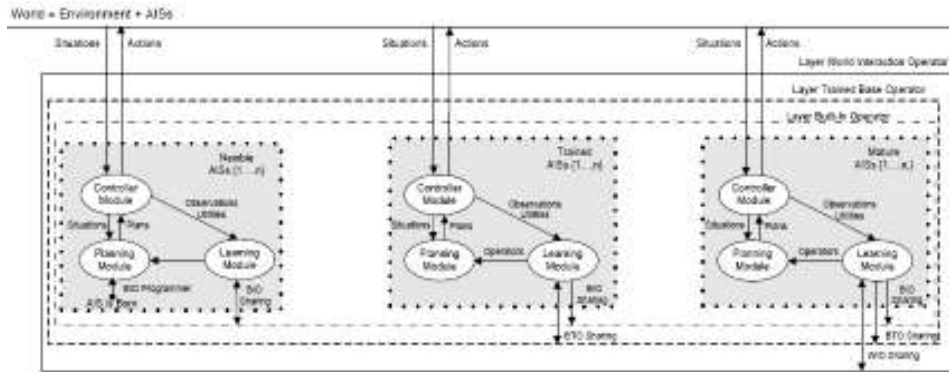 World = Environment + AISs
Situations
Actions
Situations
Actions
Situations
Actions
Layer World Interaction Operator
Layer Trained Base Operator
Layer Built-In Operator
Newbie
AISs (1....n)
Trained
AISs (1....n)
Mature
AISs (1....n)
Controller
Module
Controller
Module
Controller
Module
Observations
Utilities
Observations
Utilities
Observations
Utilities
Situations
Plans
Situations
Plans
Situations
Plans
Planning
Module
Learning
Module
Planning
Module
Operators
Learning
Module
Planning
Module
Operators
Learning
Module
BIO Programmer
AIS is Born
BIO
Sharing
BIO
Sharing
BIO
Sharing
BTO Sharing
BTO Sharing
WIO Sharing